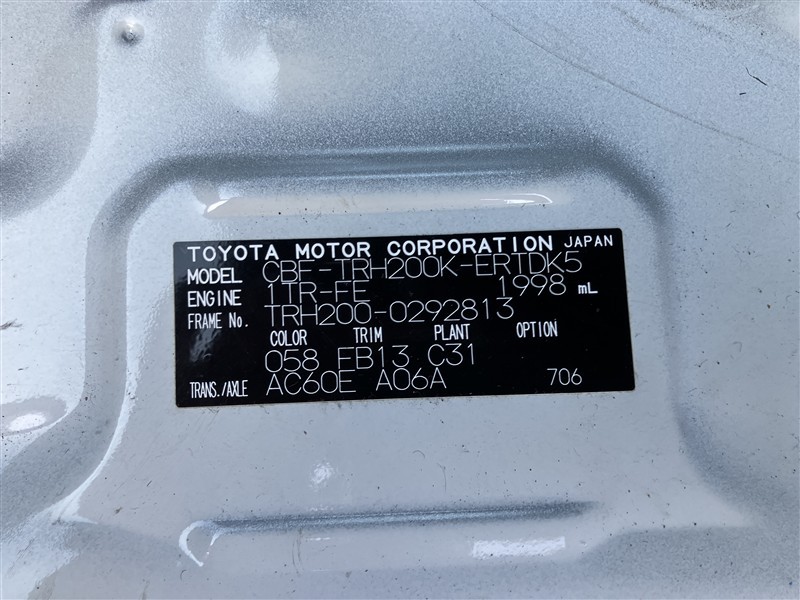 TOYOTA MOTOR CORPORATION JAPAN
MODEL CBF-TRH200K-ERTDK5
ENGINE 1TR-FE 1998 mL
FRAME No. TRH200-0292813
COLOR TRIM PLANT OPTION
058 FB13 C31
TRANS./AXLE AC60E A06A 706